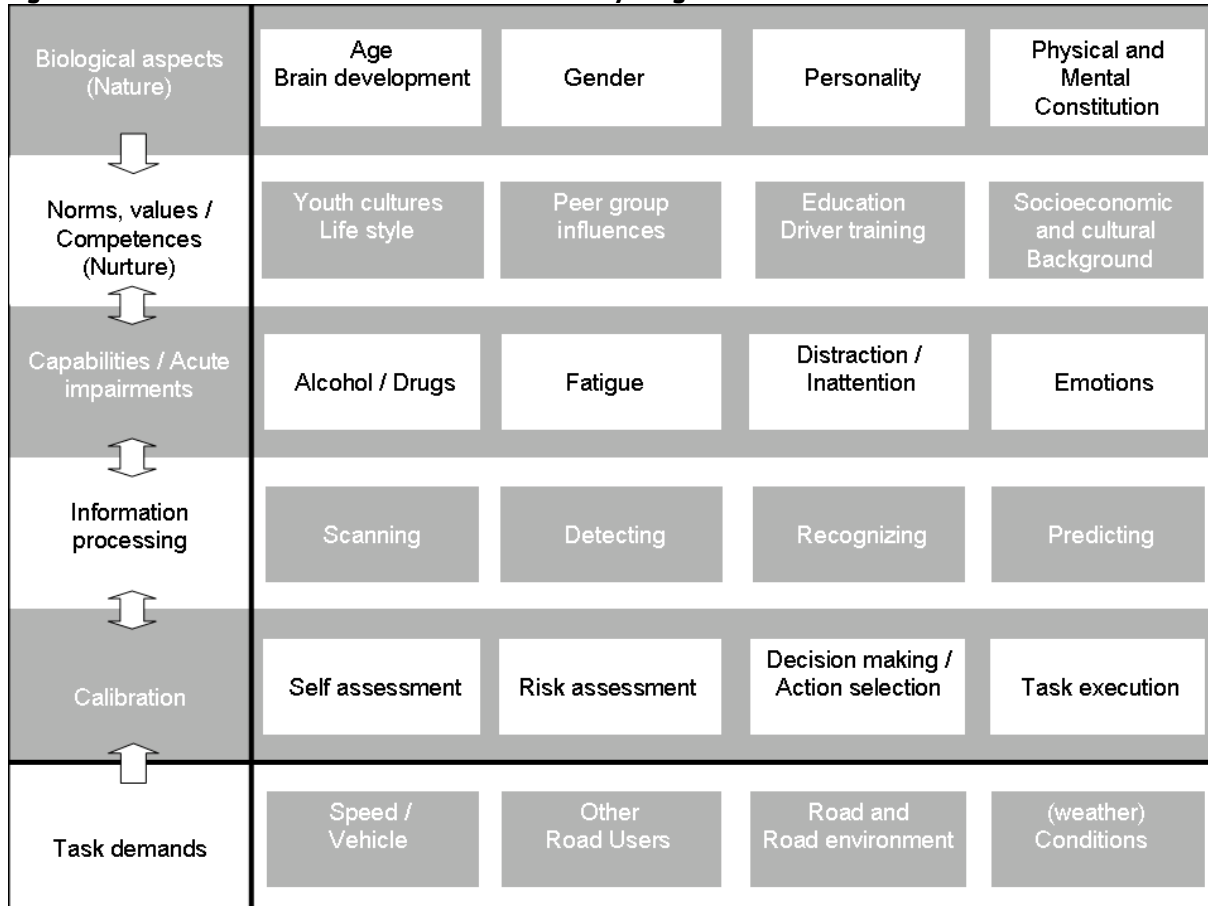 Biological aspects
(Nature)
Age
Brain development
Gender
Personality
Physical and
Mental
Constitution
Norms, values /
Competences
(Nurture)
Youth cultures
Life style
Peer group
influences
Education
Driver training
Socioeconomic
and cultural
Background
Capabilities / Acute
impairments
Alcohol / Drugs
Fatigue
Distraction /
Inattention
Emotions
Information
processing
Scanning
Detecting
Recognizing
Predicting
Calibration
Self assessment
Risk assessment
Decision making /
Action selection
Task execution
Task demands
Speed /
Vehicle
Other
Road Users
Road and
Road environment
(weather)
Conditions